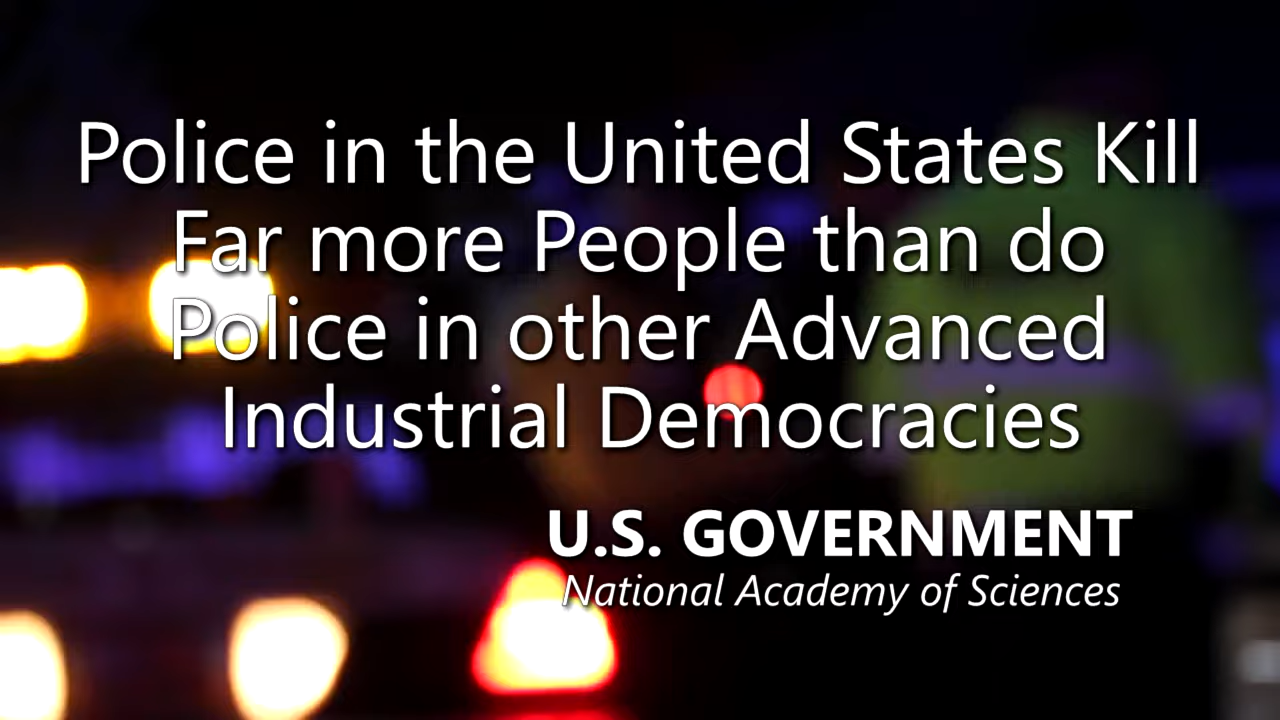 Police in the United States Kill
Far more People than do
Police in other Advanced
Industrial Democracies
U.S. GOVERNMENT
National Academy of Sciences